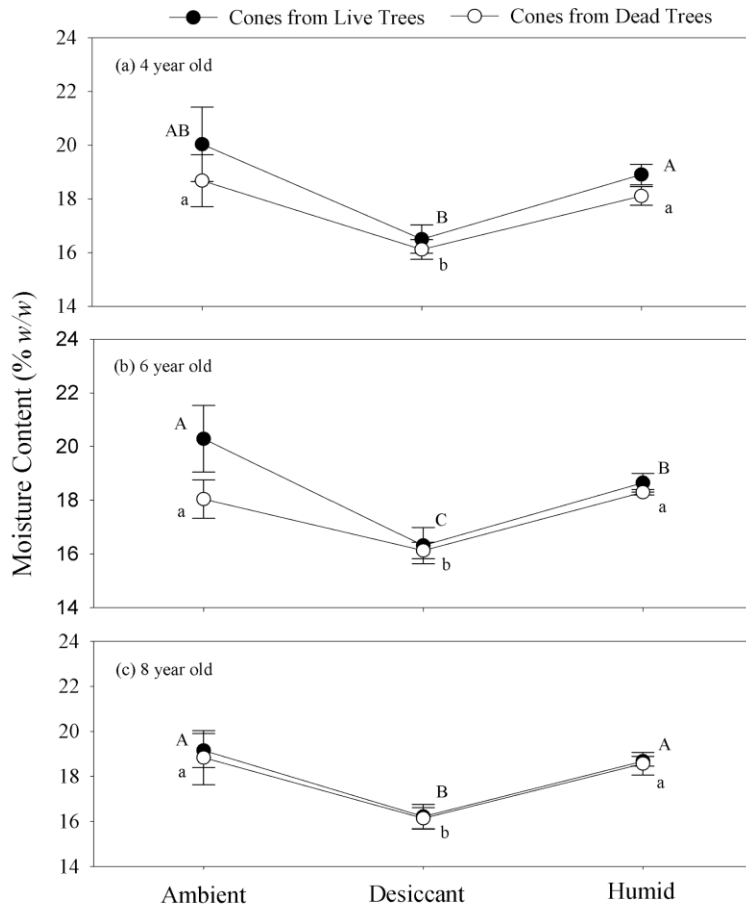 Cones from Live Trees Cones from Dead Trees
24
(a) 4 year old
22
AB
20
A
18
a
a
B
16
b
14
Moisture Content (% w/w)
24
(b) 6 year old
22
A
20
B
18
a
a
C
16
b
14
24
(c) 8 year old
22
20
A
A
18
a
a
B
16
b
14
Ambient Desiccant Humid